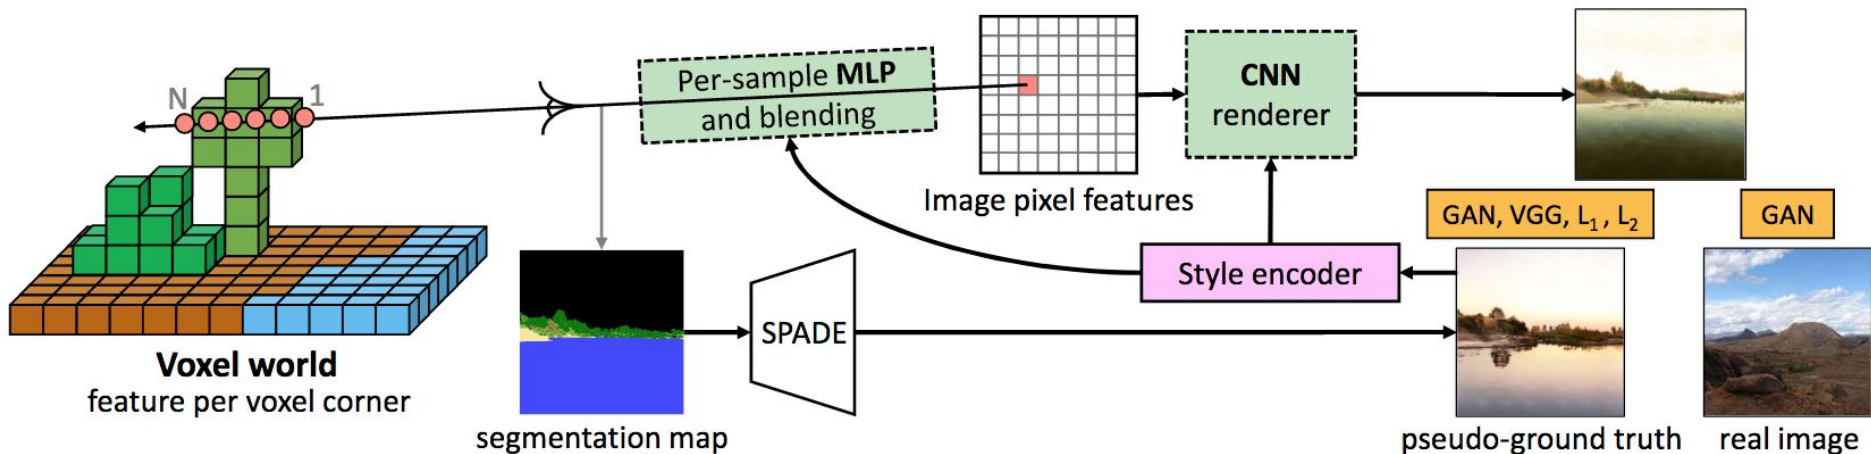 N
1
Per-sample MLP
and blending
Image pixel features
CNN
renderer
GAN, VGG, L₁ , L₂
GAN
Style encoder
SPADE
Voxel world
feature per voxel corner
segmentation map
pseudo-ground truth
real image